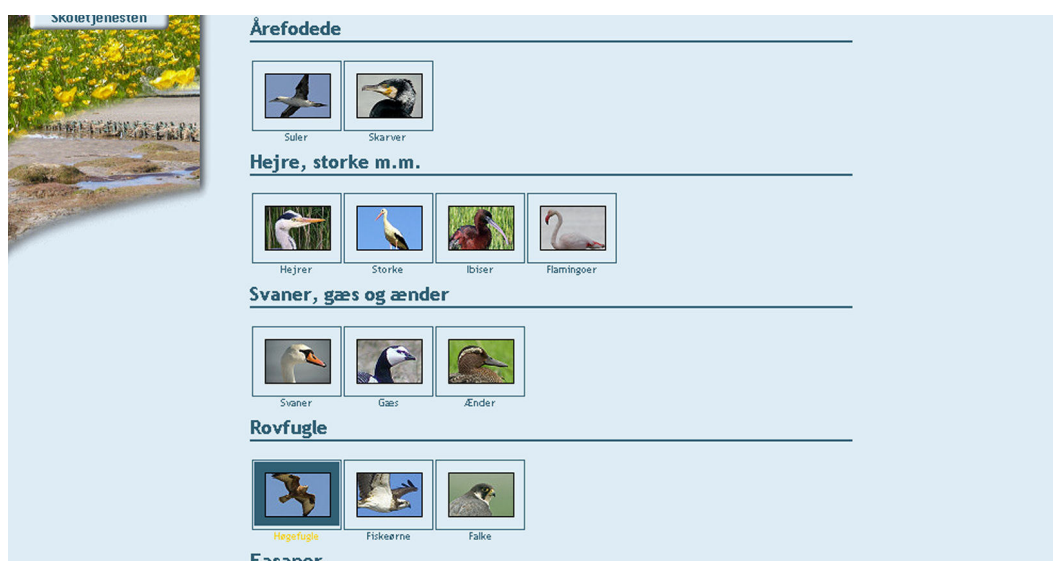 Skoletjenesten
Årefodede
Suler Skarver
Hejre, storke m.m.
Hejrer Storke Ibiser Flamingoer
Svaner, gæs og ænder
Svaner Gæs Ænder
Rovfugle
Høgefugle Fiskeørne Falke
Fasaner